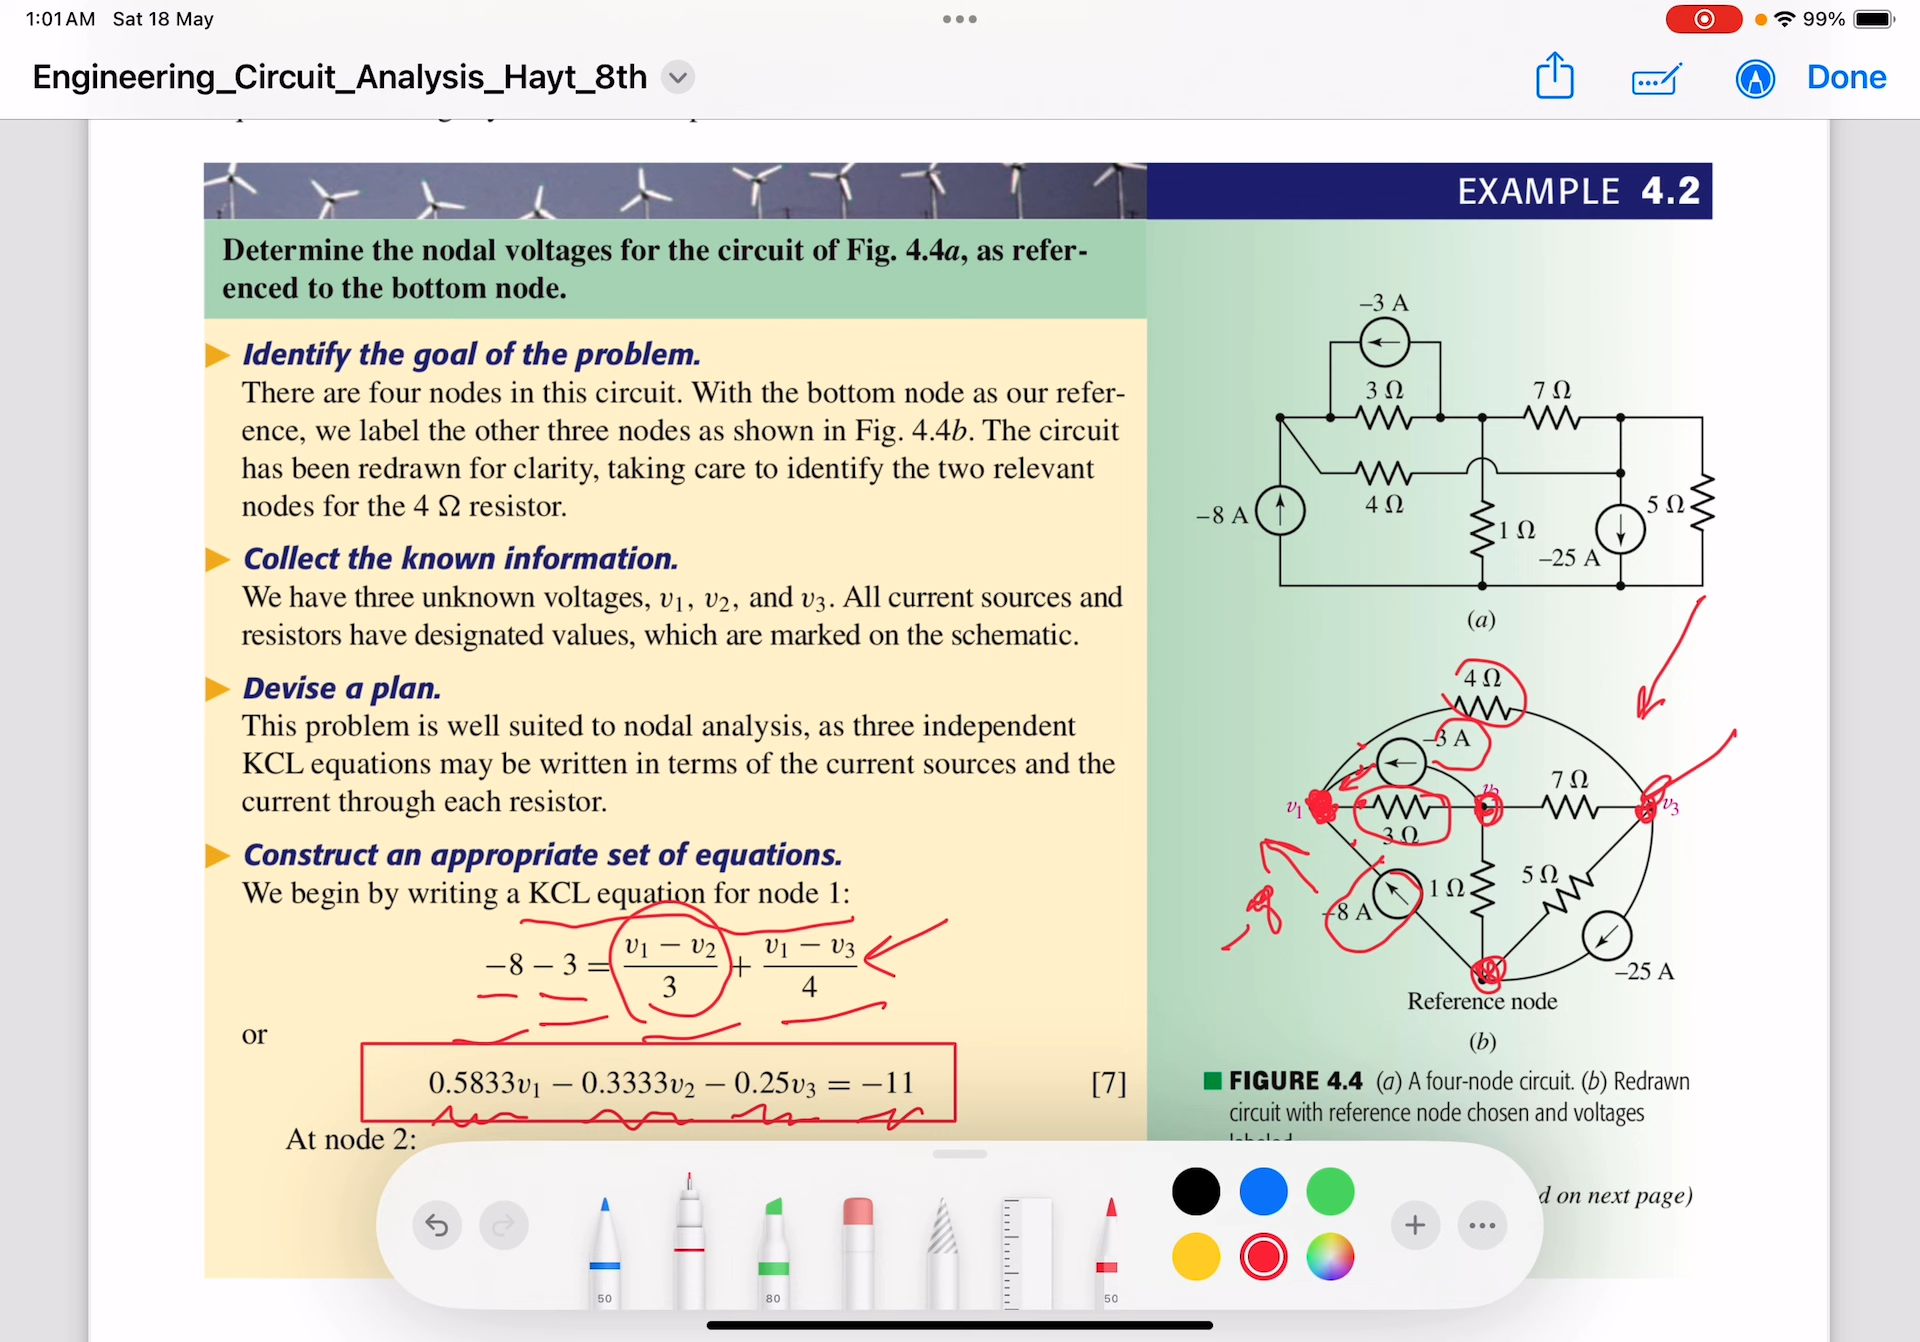 1:01 AM Sat 18 May
99%
Engineering_Circuit_Analysis_Hayt_8th
Done
EXAMPLE 4.2
Determine the nodal voltages for the circuit of Fig. 4.4a, as refer-
enced to the bottom node.
Identify the goal of the problem.
There are four nodes in this circuit. With the bottom node as our refer-
ence, we label the other three nodes as shown in Fig. 4.4b. The circuit
has been redrawn for clarity, taking care to identify the two relevant
nodes for the 4 Ω resistor.
Collect the known information.
We have three unknown voltages, v₁, v₂, and v₃. All current sources and
resistors have designated values, which are marked on the schematic.
Devise a plan.
This problem is well suited to nodal analysis, as three independent
KCL equations may be written in terms of the current sources and the
current through each resistor.
Construct an appropriate set of equations.
We begin by writing a KCL equation for node 1:
−8 − 3 = (v₁ − v₂)/3 + (v₁ − v₃)/4
or
0.5833v₁ − 0.3333v₂ − 0.25v₃ = −11 [7]
At node 2:
–3 A
3 Ω
7 Ω
4 Ω
–8 A
5 Ω
1 Ω
–25 A
(a)
4 Ω
–3 A
7 Ω
v₁
v₃
3 Ω
5 Ω
1 Ω
–8 A
-8
–25 A
Reference node
(b)
FIGURE 4.4 (a) A four-node circuit. (b) Redrawn
circuit with reference node chosen and voltages
d on next page)
50
80
50